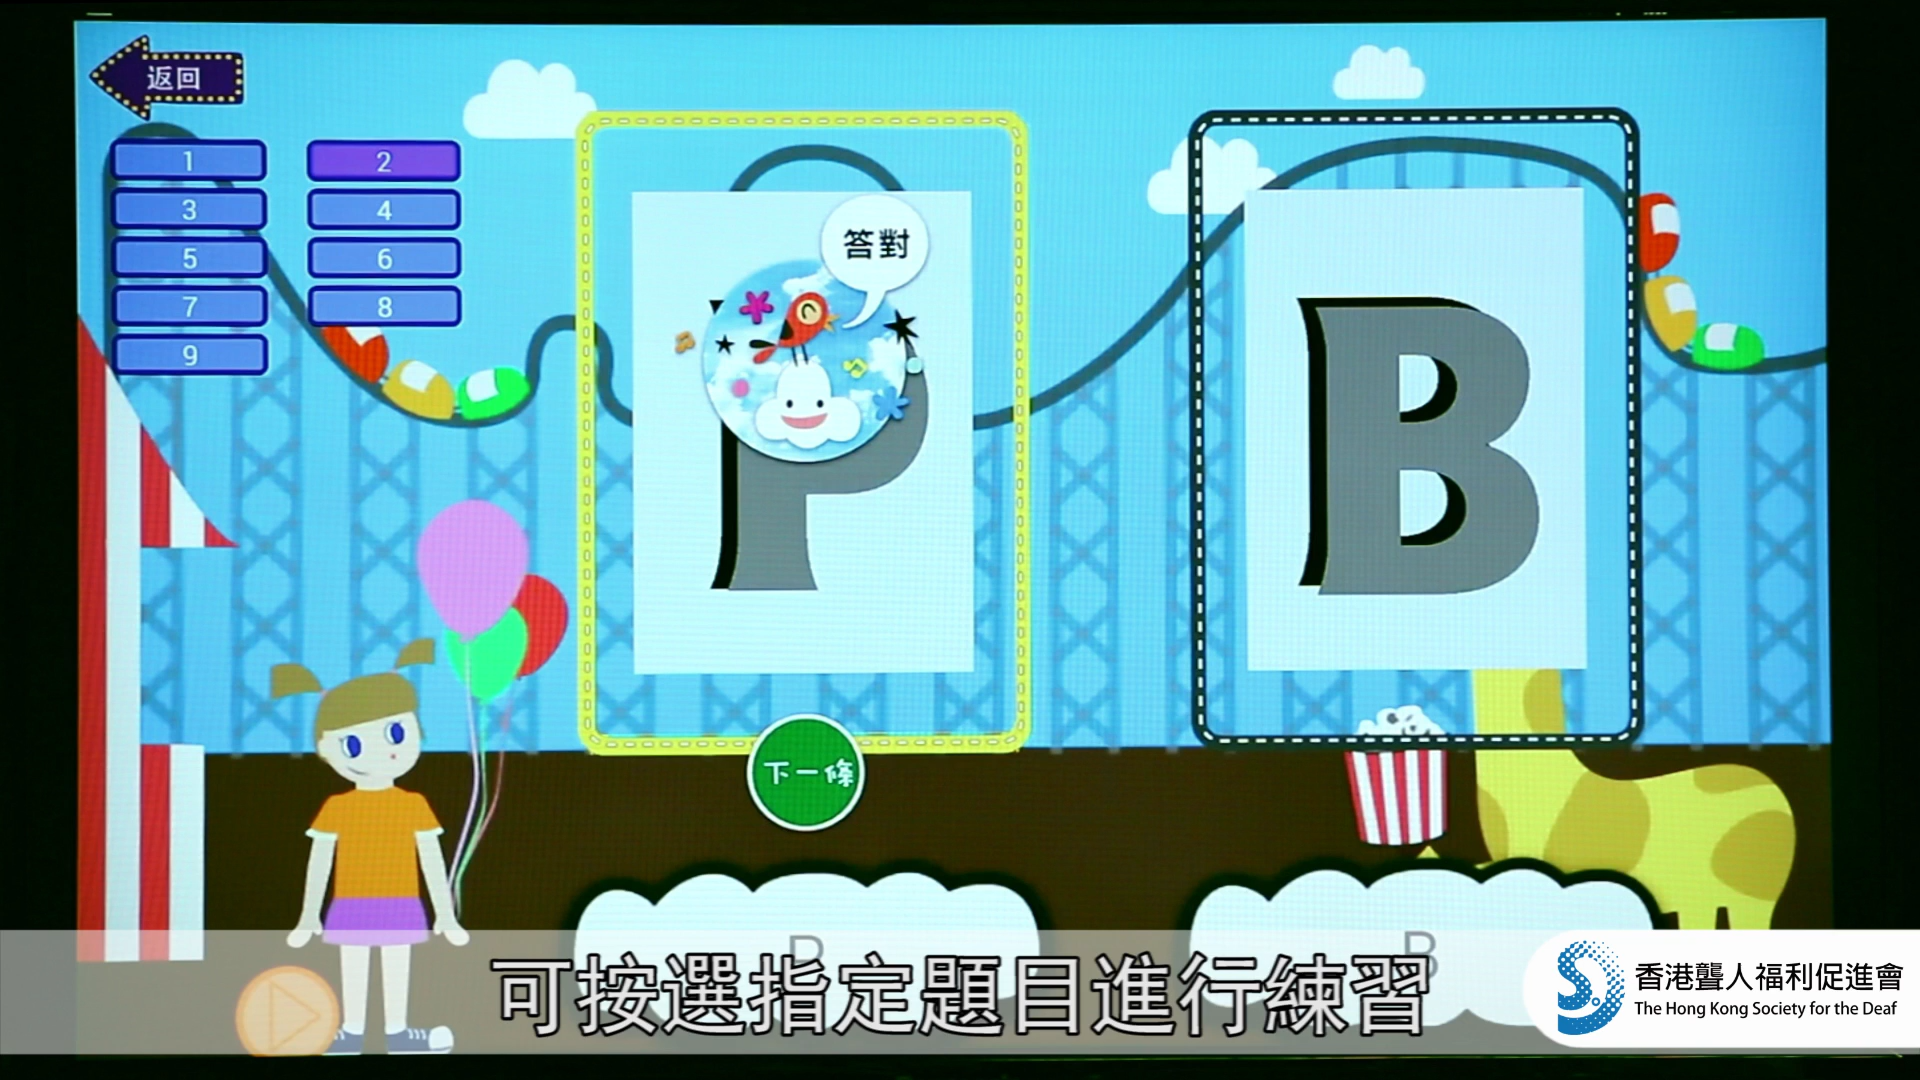 返回
1
2
3
4
5
6
7
8
9
答對
P
B
下一條
P
B
可按選指定題目進行練習
香港聾人福利促進會
The Hong Kong Society for the Deaf